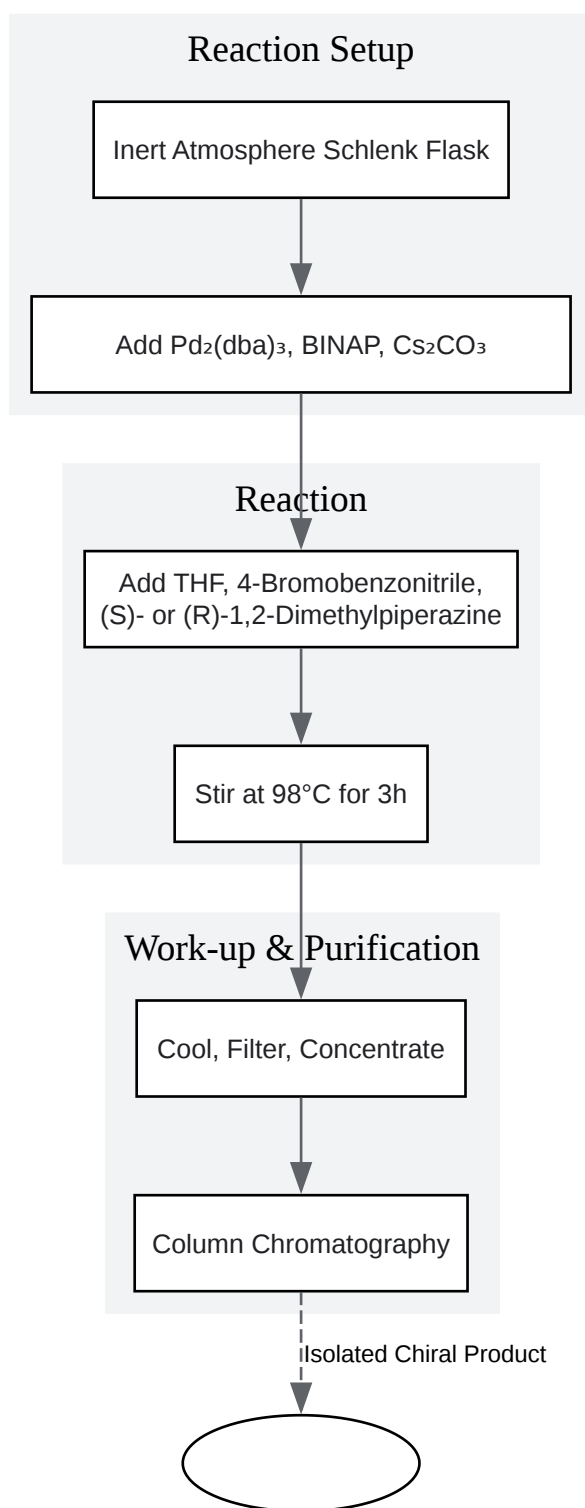 Reaction Setup
Inert Atmosphere Schlenk Flask
Add Pd₂(dba)₃, BINAP, Cs₂CO₃
Reaction
Add THF, 4-Bromobenzonitrile,
(S)- or (R)-1,2-Dimethylpiperazine
Stir at 98°C for 3h
Work-up & Purification
Cool, Filter, Concentrate
Column Chromatography
Isolated Chiral Product